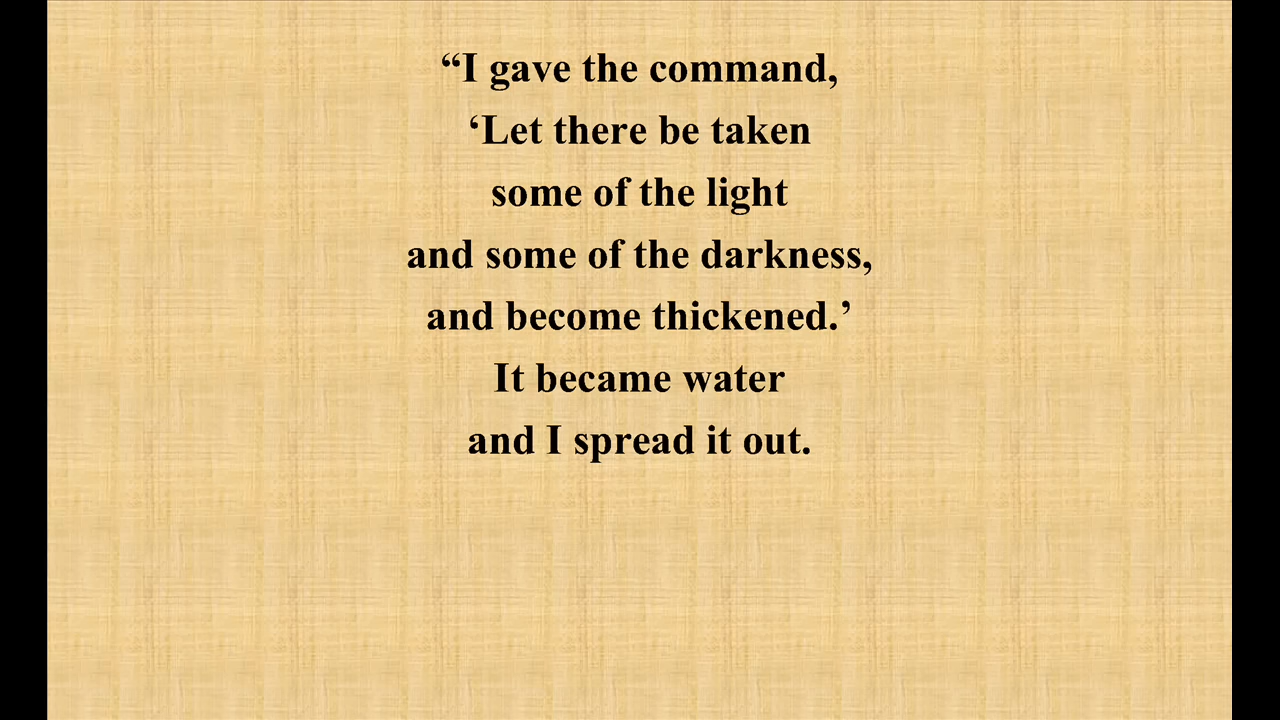 “I gave the command,
‘Let there be taken
some of the light
and some of the darkness,
and become thickened.’
It became water
and I spread it out.